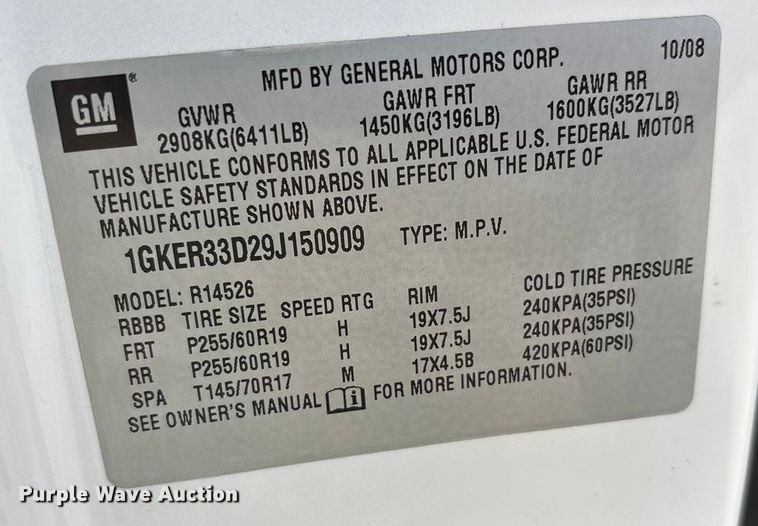 GM
MFD BY GENERAL MOTORS CORP. 10/08
GVWR GAWR FRT GAWR RR
2908KG(6411LB) 1450KG(3196LB) 1600KG(3527LB)
THIS VEHICLE CONFORMS TO ALL APPLICABLE U.S. FEDERAL MOTOR
VEHICLE SAFETY STANDARDS IN EFFECT ON THE DATE OF
MANUFACTURE SHOWN ABOVE.
1GKER33D29J150909 TYPE: M.P.V.
MODEL: R14526
RBBB TIRE SIZE SPEED RTG RIM COLD TIRE PRESSURE
FRT P255/60R19 H 19X7.5J 240KPA(35PSI)
RR P255/60R19 H 19X7.5J 240KPA(35PSI)
SPA T145/70R17 M 17X4.5B 420KPA(60PSI)
SEE OWNER'S MANUAL i FOR MORE INFORMATION.
Purple Wave Auction